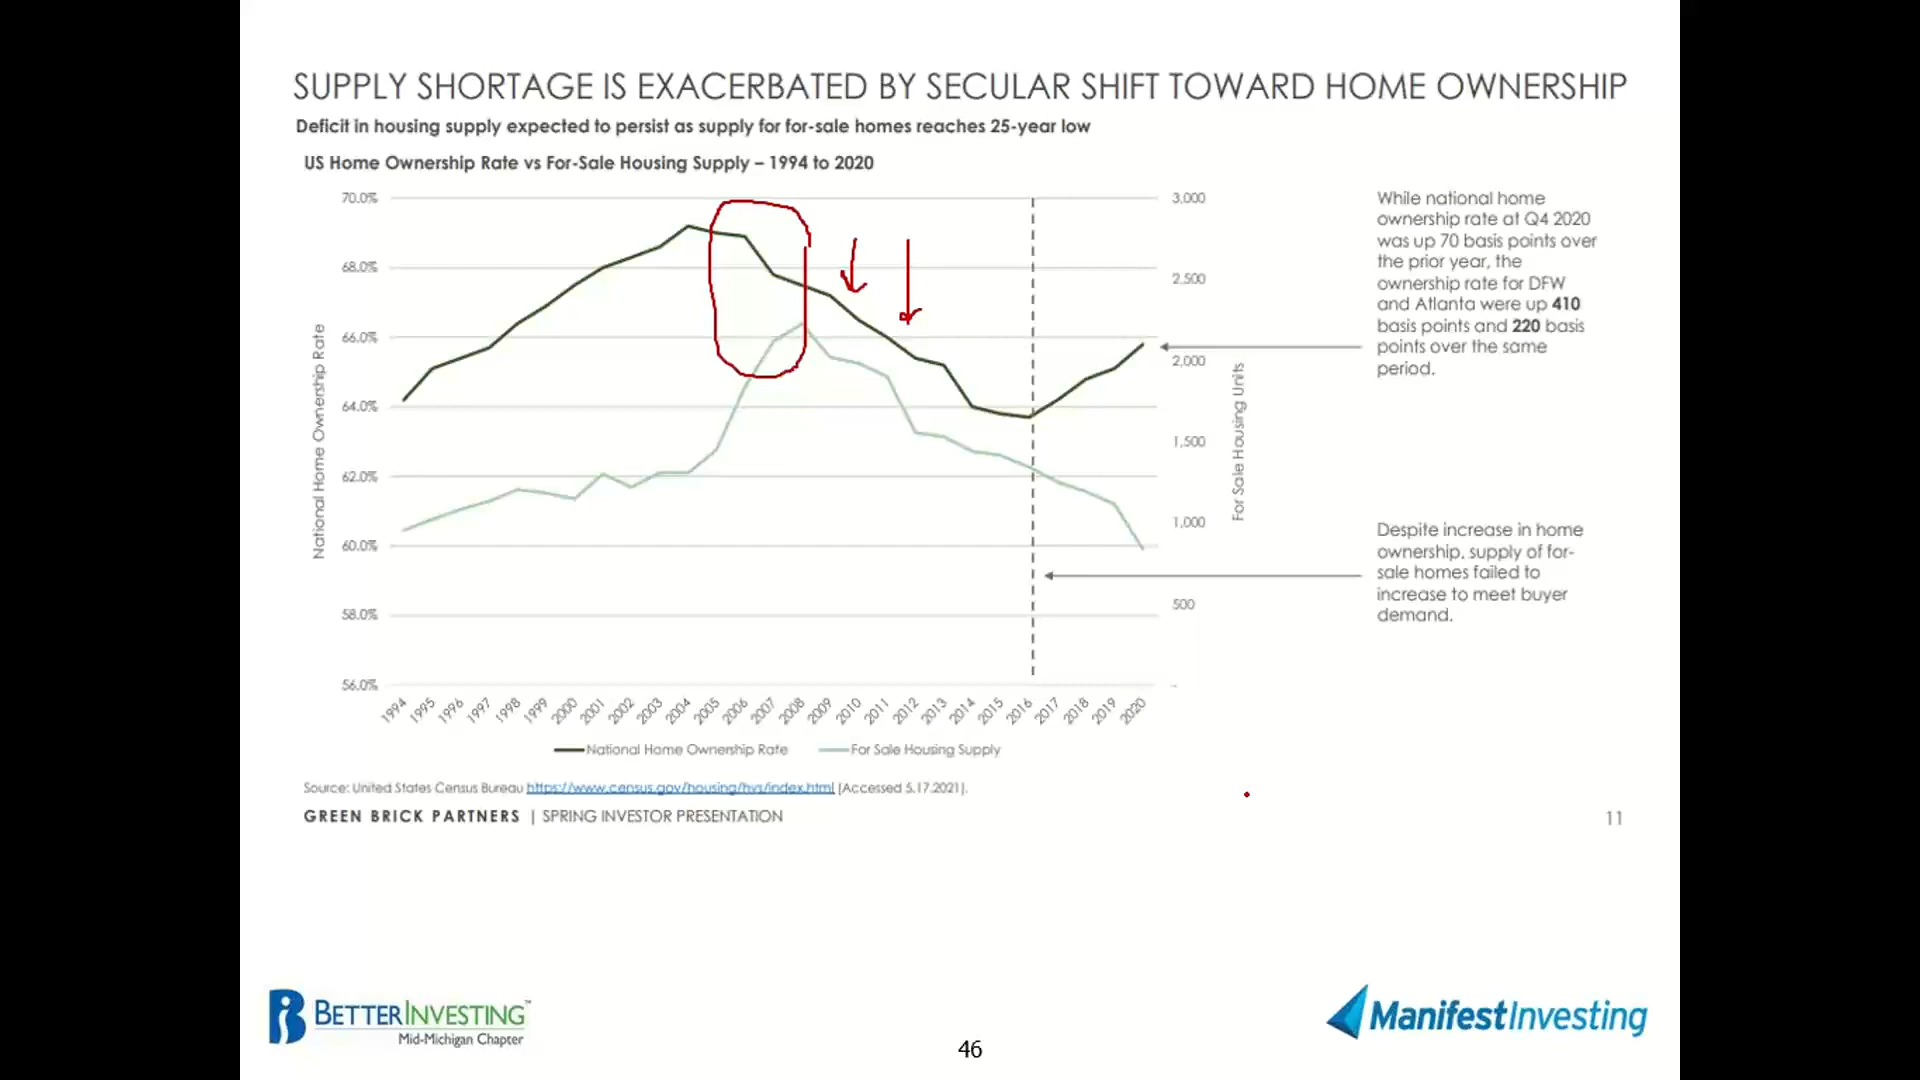 SUPPLY SHORTAGE IS EXACERBATED BY SECULAR SHIFT TOWARD HOME OWNERSHIP
Deficit in housing supply expected to persist as supply for for-sale homes reaches 25-year low
US Home Ownership Rate vs For-Sale Housing Supply – 1994 to 2020
70.0%
68.0%
66.0%
64.0%
62.0%
60.0%
58.0%
56.0%
National Home Ownership Rate
3,000
2,500
2,000
1,500
1,000
500
-
For Sale Housing Units
1994 1995 1996 1997 1998 1999 2000 2001 2002 2003 2004 2005 2006 2007 2008 2009 2010 2011 2012 2013 2014 2015 2016 2017 2018 2019 2020
National Home Ownership Rate For Sale Housing Supply
While national home
ownership rate at Q4 2020
was up 70 basis points over
the prior year, the
ownership rate for DFW
and Atlanta were up 410
basis points and 220 basis
points over the same
period.
Despite increase in home
ownership, supply of for-
sale homes failed to
increase to meet buyer
demand.
Source: United States Census Bureau https://www.census.gov/housing/hvs/index.html (Accessed 5.17.2021).
GREEN BRICK PARTNERS | SPRING INVESTOR PRESENTATION
11
BETTERINVESTING™
Mid-Michigan Chapter
46
ManifestInvesting